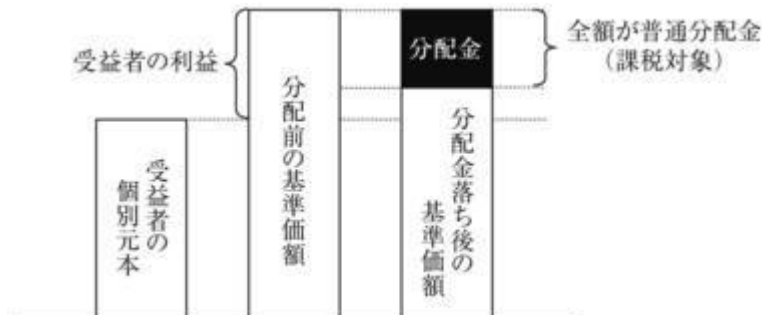 受益者の利益
分配金
全額が普通分配金
（課税対象）
受益者の
個別元本
分配前の基準価額
分配金落ち後の
基準価額